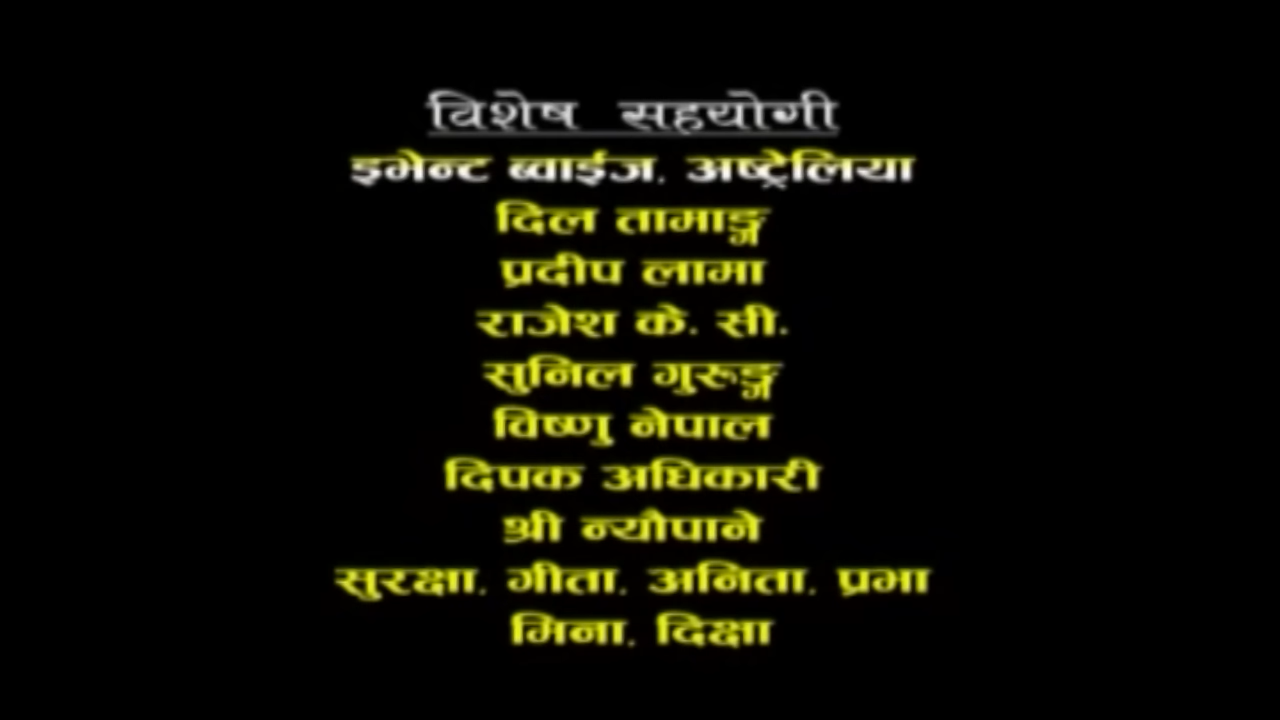 विशेष सहयोगी
इभेन्ट ब्वाईज, अष्ट्रेलिया
दिल तामाङ्ग
प्रदीप लामा
राजेश के. सी.
सुनिल गुरुङ्ग
विष्णु नेपाल
दिपक अधिकारी
श्री न्यौपाने
सुरक्षा, गीता, अनिता, प्रभा
मिना, दिक्षा